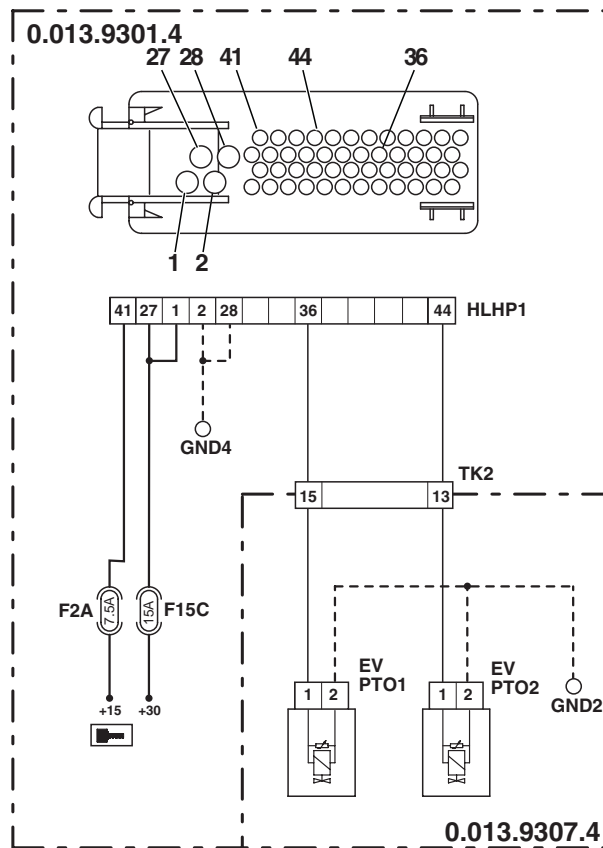 0.013.9301.4
27 28 41 44 36
1 2
41 27 1 2 28 36 44 HLHP1
GND4
TK2
15 13
F2A 7.5A 15A F15C
EV PTO1
EV PTO2
1 2 1 2
GND2
+15 +30
0.013.9307.4